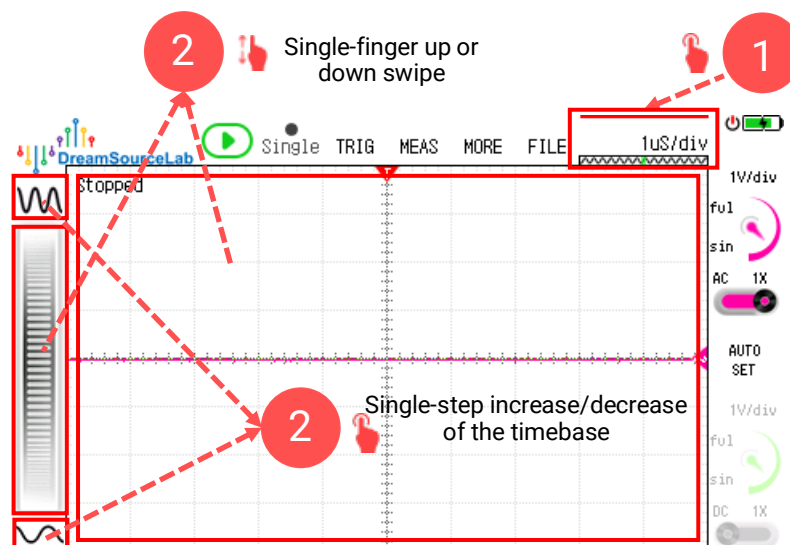 2
Single-finger up or
down swipe
1
DreamSourceLab
Single
TRIG
MEAS
MORE
FILE
1uS/div
Stopped
T
1V/div
ful
sin
AC 1X
AUTO
SET
2
Single-step increase/decrease
of the timebase
1V/div
ful
sin
DC 1X